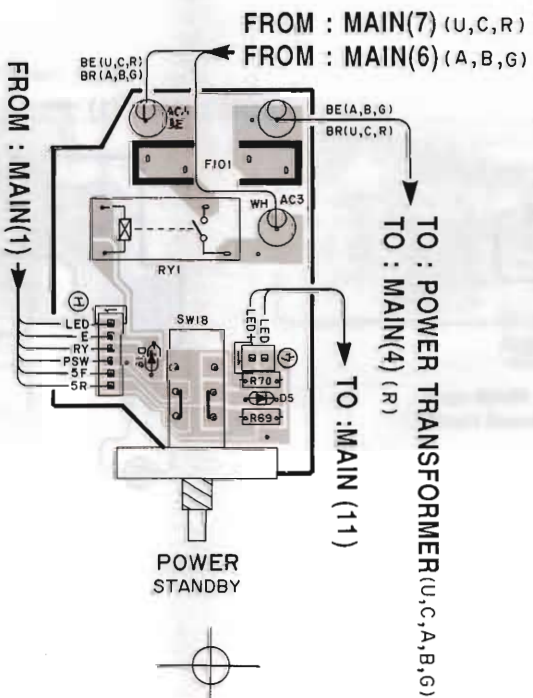 FROM : MAIN(7) (U,C,R)
FROM : MAIN(6) (A,B,G)
BE(U,C,R)
BR(A,B,G)
BE(A,B,G)
BR(U,C,R)
FROM : MAIN(1)
F101
WH
AC3
RY1
TO : POWER TRANSFORMER(U,C,A,B,G)
TO : MAIN(4) (R)
H
LED
E
RY
PSW
5F
5R
SW18
LED+
LED
1
R70
D5
R69
TO :MAIN (11)
POWER
STANDBY